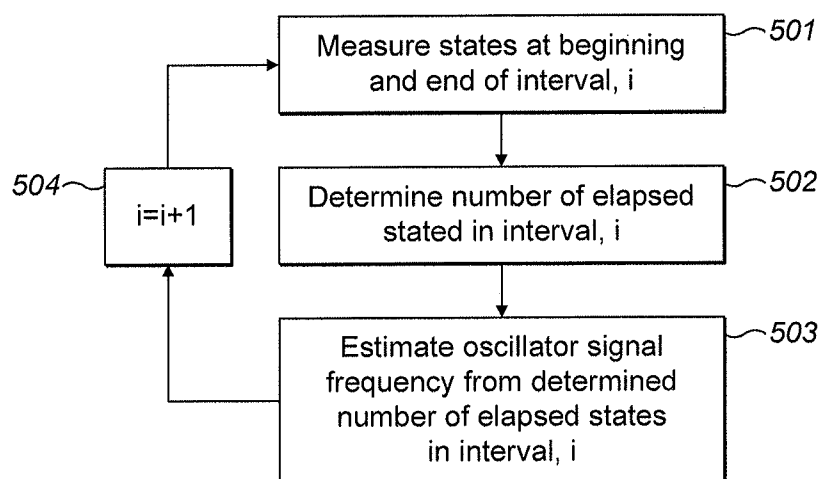 501
Measure states at beginning
and end of interval, i
504
i=i+1
502
Determine number of elapsed
stated in interval, i
503
Estimate oscillator signal
frequency from determined
number of elapsed states
in interval, i